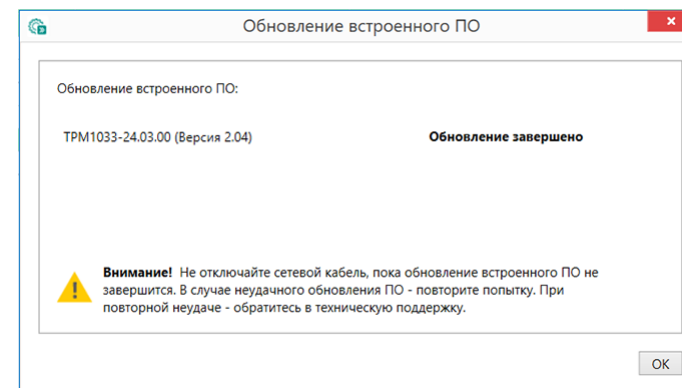 Обновление встроенного ПО
Обновление встроенного ПО:
ТРМ1033-24.03.00 (Версия 2.04) Обновление завершено
Внимание! Не отключайте сетевой кабель, пока обновление встроенного ПО не
завершится. В случае неудачного обновления ПО - повторите попытку. При
повторной неудаче - обратитесь в техническую поддержку.
ОК